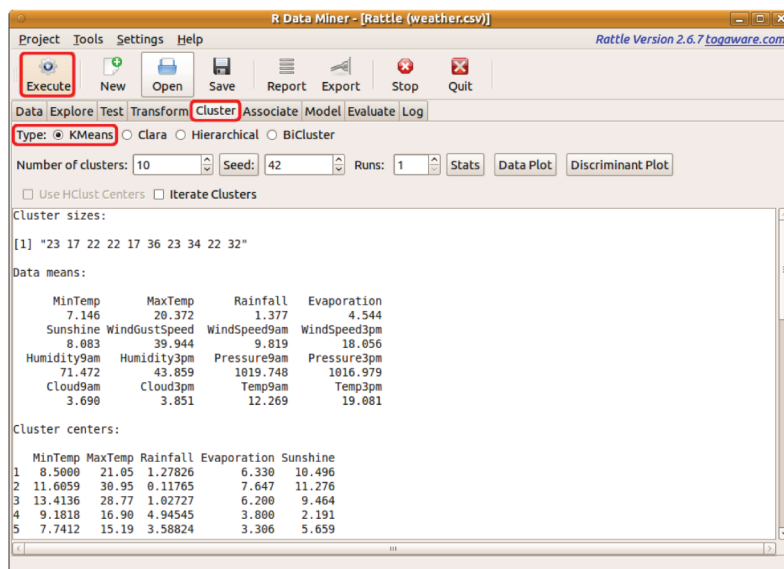 R Data Miner - [Rattle (weather.csv)]
Project Tools Settings Help Rattle Version 2.6.7 togaware.com
Execute New Open Save Report Export Stop Quit
Data Explore Test Transform Cluster Associate Model Evaluate Log
Type: KMeans Clara Hierarchical BiCluster
Number of clusters: 10 Seed: 42 Runs: 1 Stats Data Plot Discriminant Plot
Use HClust Centers Iterate Clusters
Cluster sizes:
[1] "23 17 22 22 17 36 23 34 22 32"
Data means:
MinTemp MaxTemp Rainfall Evaporation
7.146 20.372 1.377 4.544
Sunshine WindGustSpeed WindSpeed9am WindSpeed3pm
8.083 39.944 9.819 18.056
Humidity9am Humidity3pm Pressure9am Pressure3pm
71.472 43.859 1019.748 1016.979
Cloud9am Cloud3pm Temp9am Temp3pm
3.690 3.851 12.269 19.081
Cluster centers:
MinTemp MaxTemp Rainfall Evaporation Sunshine
1 8.5000 21.05 1.27826 6.330 10.496
2 11.6059 30.95 0.11765 7.647 11.276
3 13.4136 28.77 1.02727 6.200 9.464
4 9.1818 16.90 4.94545 3.800 2.191
5 7.7412 15.19 3.58824 3.306 5.659